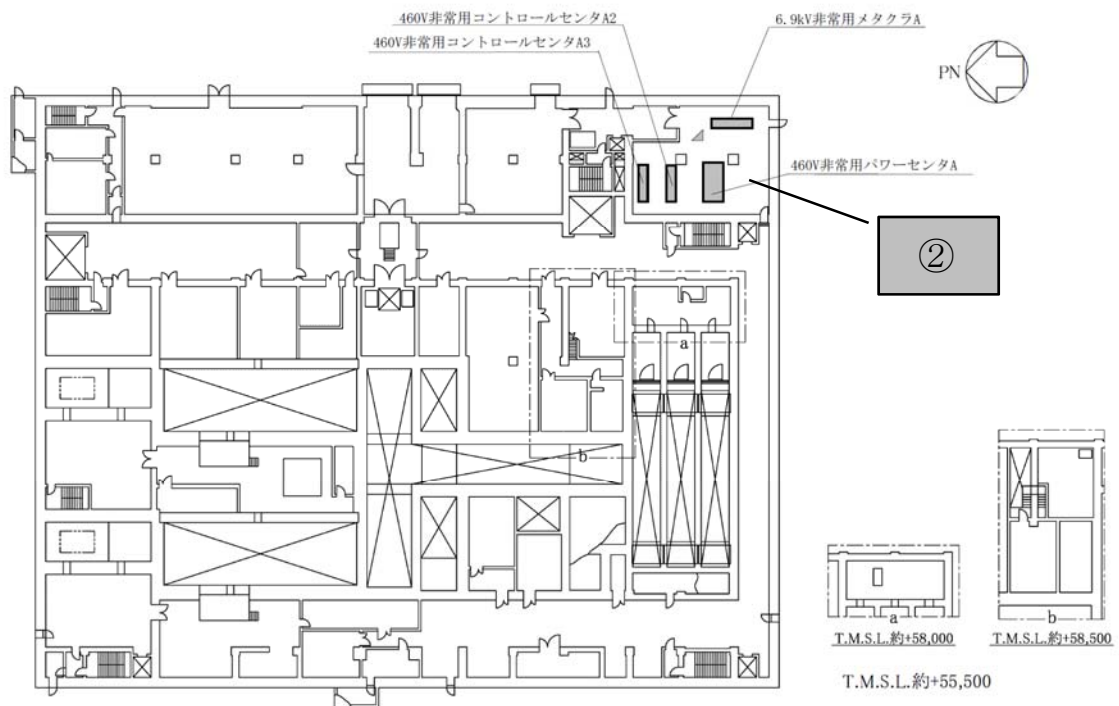 460V非常用コントロールセンタA2
6.9kV非常用メタクラA
460V非常用コントロールセンタA3
PN
460V非常用パワーセンタA
②
a
b
a
b
T.M.S.L.約+58,000
T.M.S.L.約+58,500
T.M.S.L.約+55,500